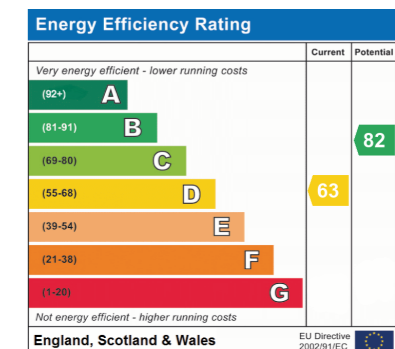 Energy Efficiency Rating
Current Potential
Very energy efficient - lower running costs
(92+) A
(81-91) B
82
(69-80) C
(55-68) D
63
(39-54) E
(21-38) F
(1-20) G
Not energy efficient - higher running costs
England, Scotland & Wales
EU Directive
2002/91/EC